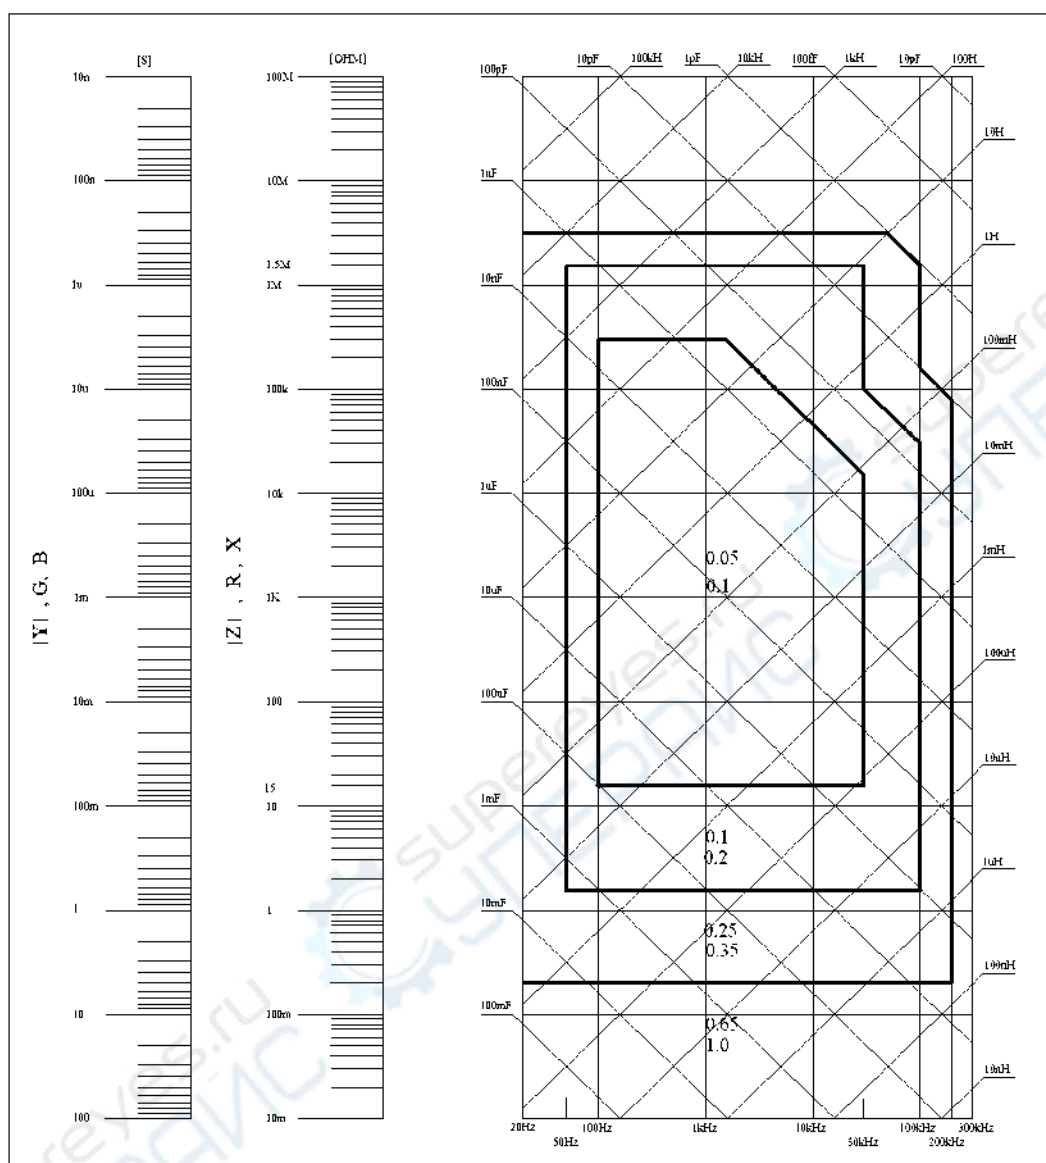 [S]
[OHM]
10n
100n
1u
10u
100u
1m
10m
100m
1
10
100
|Y| , G, B
100M
10M
1.5M
1M
100k
10k
1K
100
15
10
1
100m
10m
|Z| , R , X
10pF
100kH
1pF
10kH
100fF
1kH
10pF
100H
100pF
1uF
10nF
100nF
1uF
10uF
100uF
1mF
10mF
100mF
10H
1H
100mH
10mH
1mH
100uH
10uH
1uH
100nH
10nH
0.05
0.1
0.1
0.2
0.25
0.35
0.65
1.0
20Hz
50Hz
100Hz
1kHz
10kHz
50kHz
100kHz
200kHz
300kHz
supereyes.ru
УПЕРАЙС